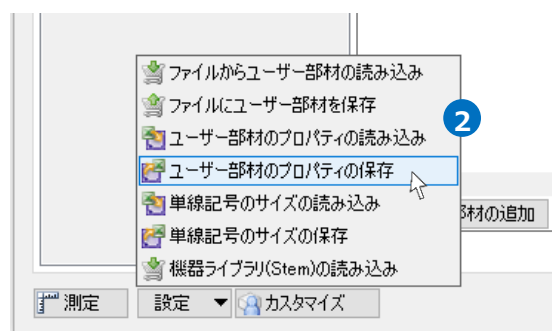 ファイルからユーザー部材の読み込み
ファイルにユーザー部材を保存
2
ユーザー部材のプロパティの読み込み
ユーザー部材のプロパティの保存
単線記号のサイズの読み込み
部材の追加
単線記号のサイズの保存
機器ライブラリ(Stem)の読み込み
測定 設定 カスタマイズ